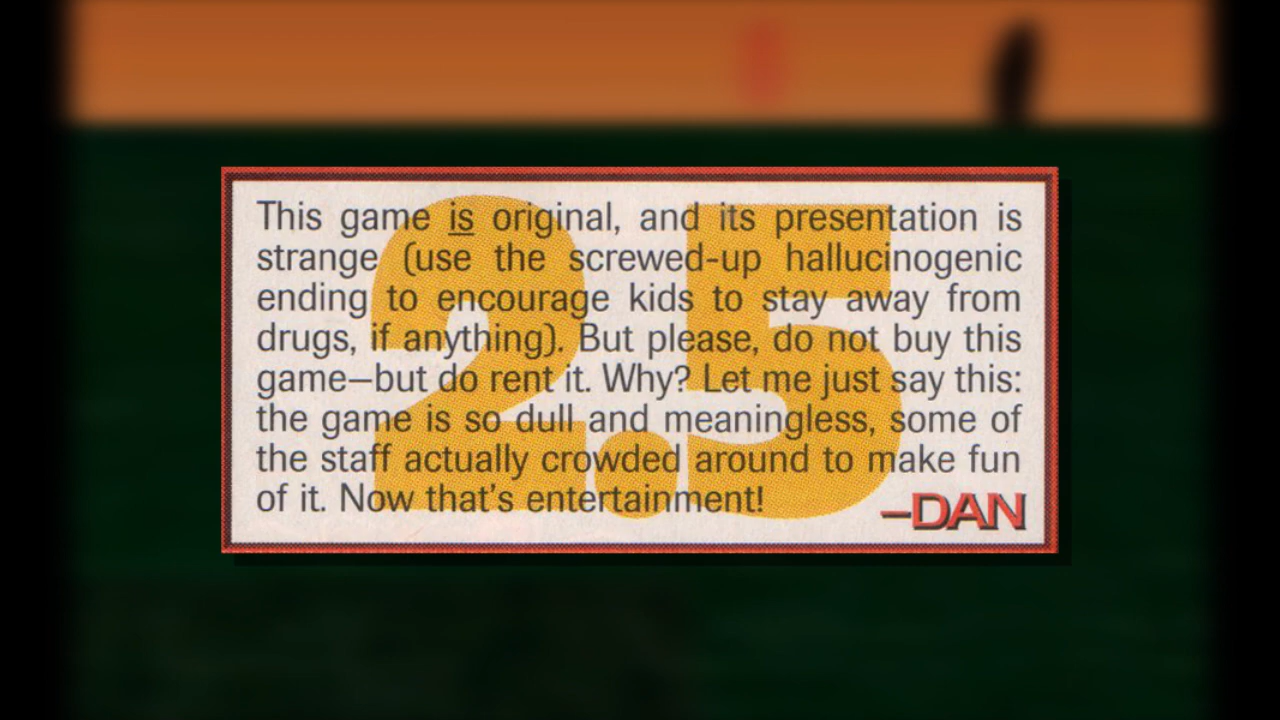 This game is original, and its presentation is
strange (use the screwed-up hallucinogenic
ending to encourage kids to stay away from
drugs, if anything). But please, do not buy this
game—but do rent it. Why? Let me just say this:
the game is so dull and meaningless, some of
the staff actually crowded around to make fun
of it. Now that's entertainment!
–DAN
2.5